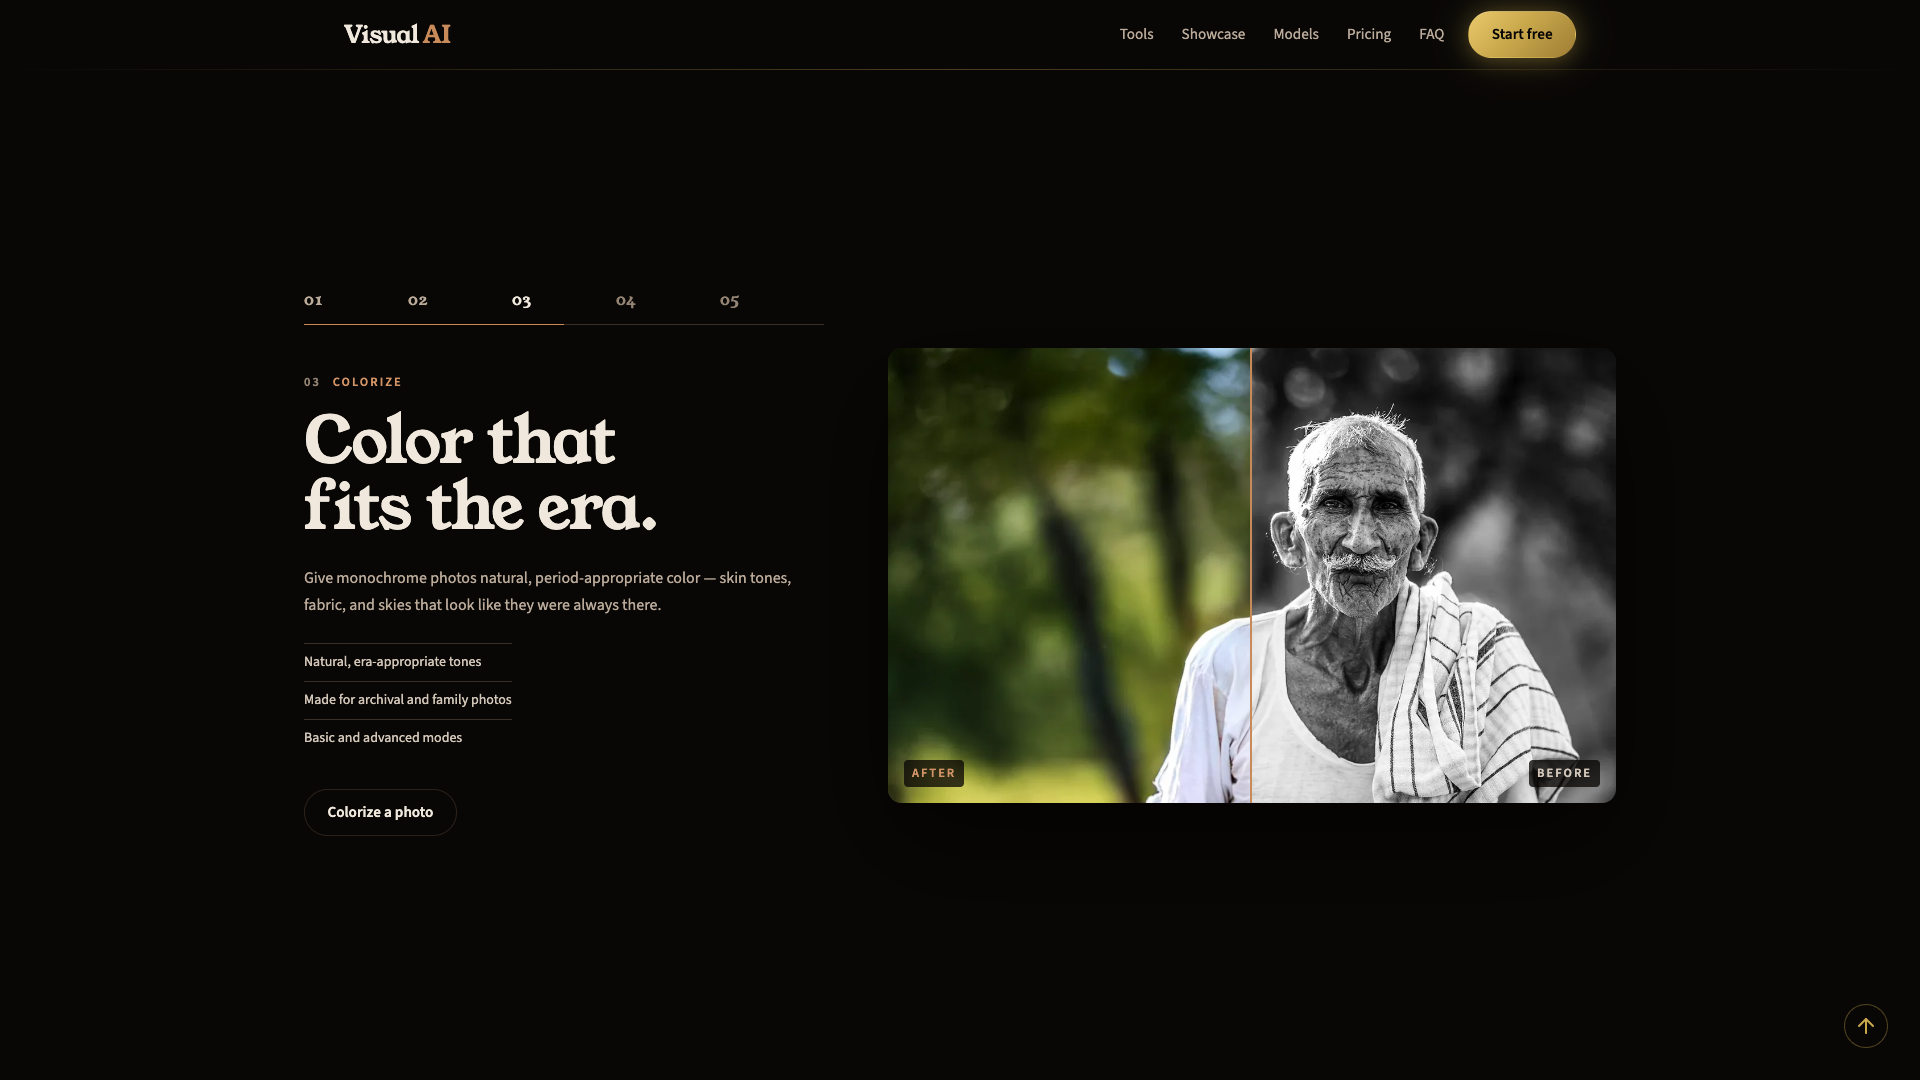 Visual AI
Tools Showcase Models Pricing FAQ Start free
01 02 03 04 05
03 COLORIZE
Color that
fits the era.
Give monochrome photos natural, period-appropriate color — skin tones,
fabric, and skies that look like they were always there.
Natural, era-appropriate tones
Made for archival and family photos
Basic and advanced modes
Colorize a photo
AFTER
BEFORE